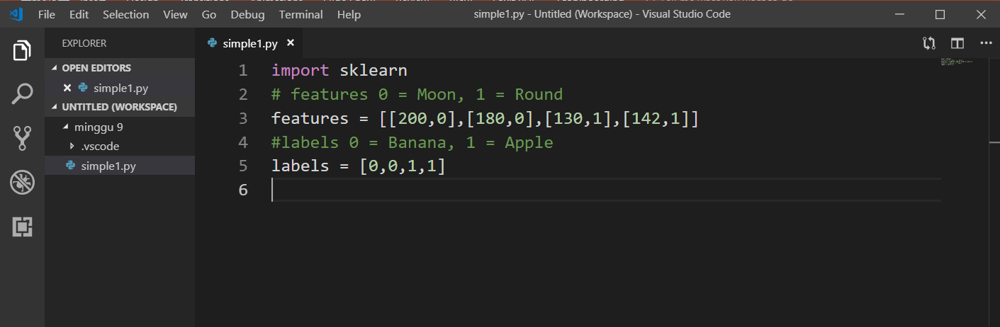 File Edit Selection View Go Debug Terminal Help simple1.py - Untitled (Workspace) - Visual Studio Code
EXPLORER
OPEN EDITORS
simple1.py
UNTITLED (WORKSPACE)
minggu 9
.vscode
simple1.py
simple1.py
1 import sklearn
2 # features 0 = Moon, 1 = Round
3 features = [[200,0],[180,0],[130,1],[142,1]]
4 #labels 0 = Banana, 1 = Apple
5 labels = [0,0,1,1]
6